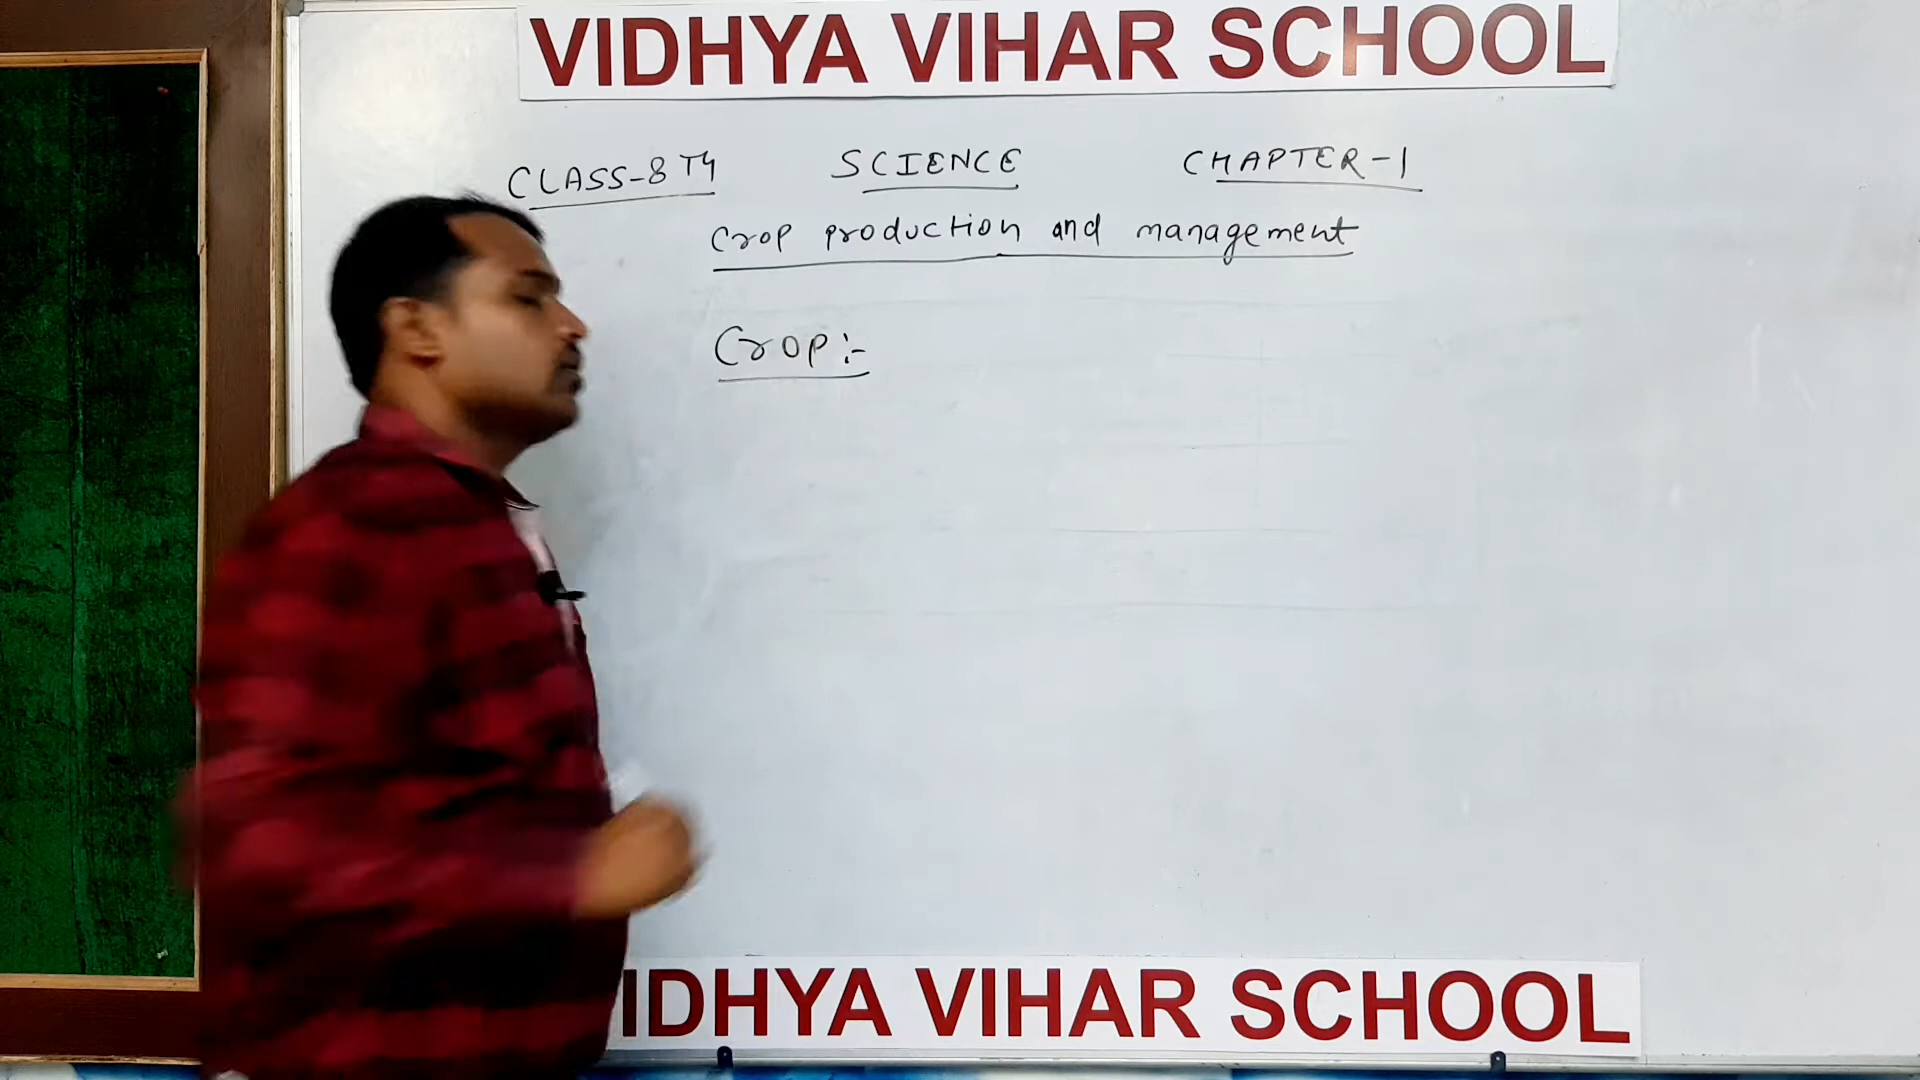 VIDHYA VIHAR SCHOOL
CLASS-8TH SCIENCE CHAPTER-1
Crop production and management
Crop:-
IDHYA VIHAR SCHOOL